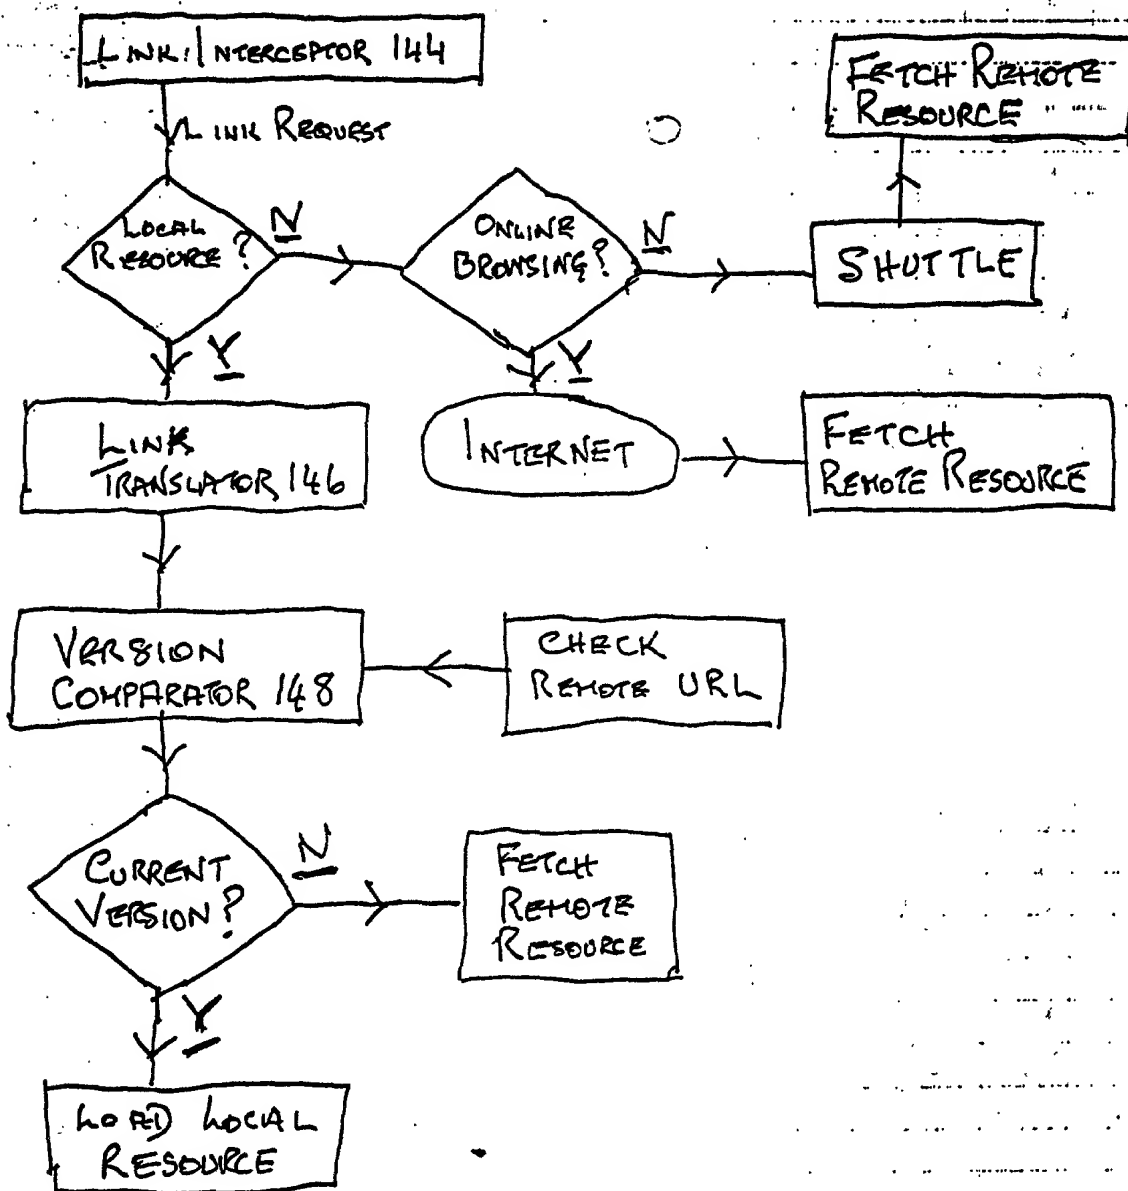 LINK INTERCEPTOR 144
LINK REQUEST
FETCH REMOTE
RESOURCE
LOCAL
RESOURCE?
N
ONLINE
BROWSING?
N
SHUTTLE
Y
Y
LINK
TRANSLATOR 146
INTERNET
FETCH
REMOTE RESOURCE
VERSION
COMPARATOR 148
CHECK
REMOTE URL
CURRENT
VERSION?
N
FETCH
REMOTE
RESOURCE
Y
LOAD LOCAL
RESOURCE